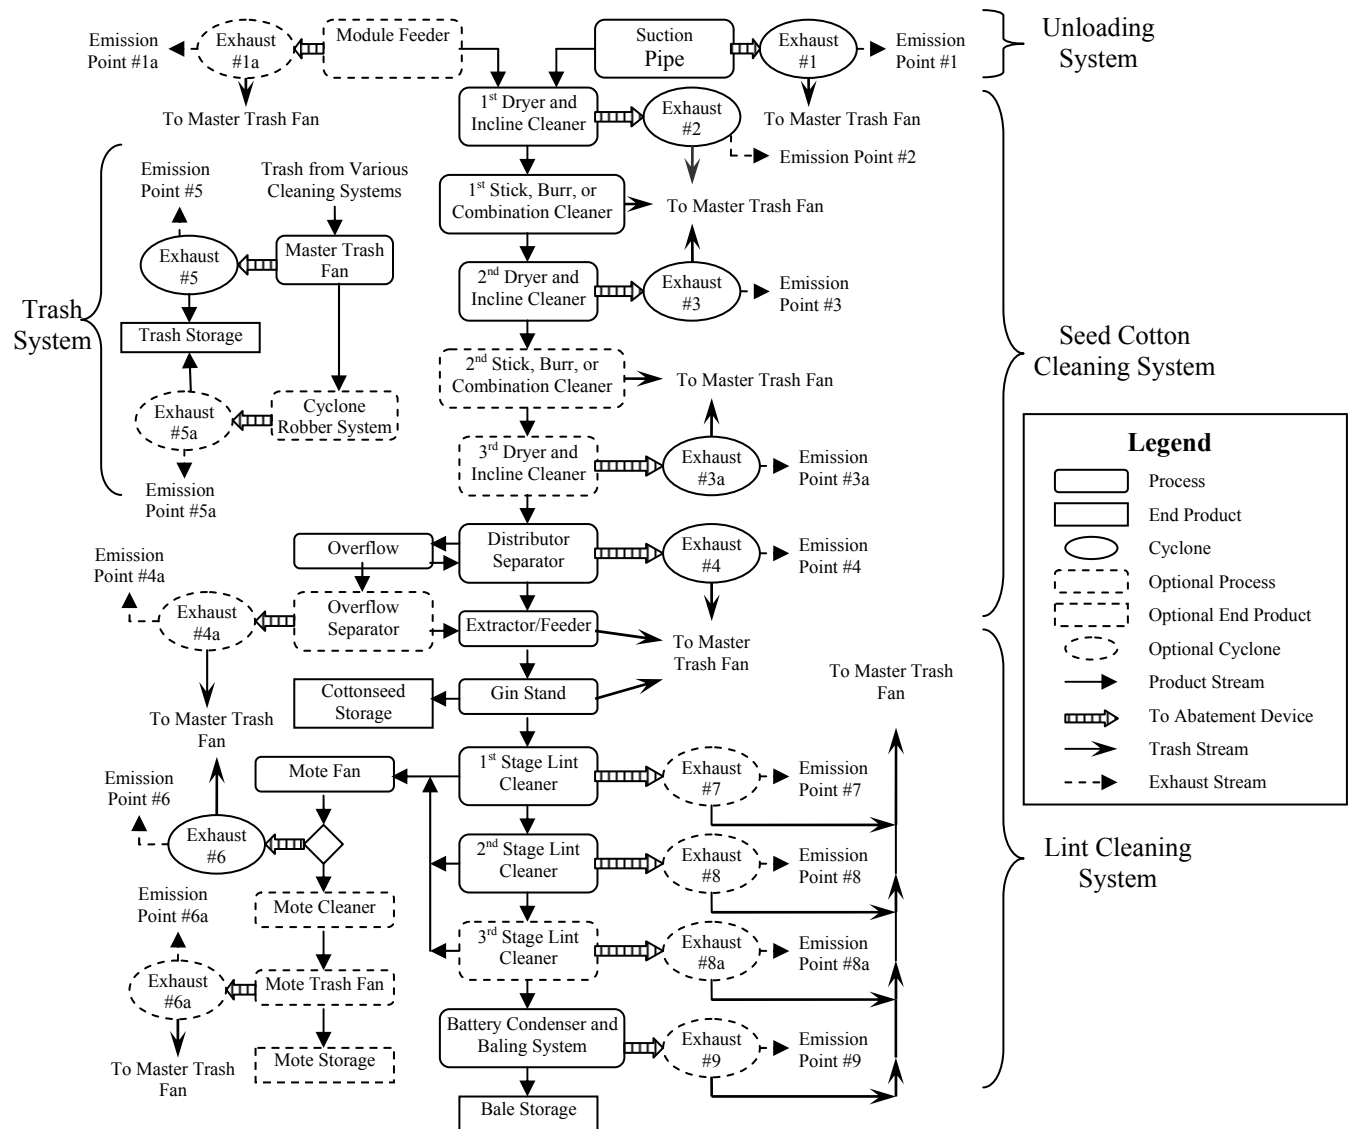 Unloading
System
Emission
Point #1a
Exhaust
#1a
Module Feeder
Suction
Pipe
Exhaust
#1
Emission
Point #1
To Master Trash Fan
1st Dryer and
Incline Cleaner
Exhaust
#2
To Master Trash Fan
Emission Point #2
Emission
Point #5
Trash from Various
Cleaning Systems
1st Stick, Burr, or
Combination Cleaner
To Master Trash Fan
Exhaust
#5
Master Trash
Fan
2nd Dryer and
Incline Cleaner
Exhaust
#3
Emission
Point #3
Trash
System
Trash Storage
Seed Cotton
Cleaning System
2nd Stick, Burr, or
Combination Cleaner
To Master Trash Fan
Exhaust
#5a
Cyclone
Robber System
3rd Dryer and
Incline Cleaner
Exhaust
#3a
Emission
Point #3a
Emission
Point #5a
Legend
Process
End Product
Cyclone
Optional Process
Optional End Product
Optional Cyclone
Product Stream
To Abatement Device
Trash Stream
Exhaust Stream
Emission
Point #4a
Overflow
Distributor
Separator
Exhaust
#4
Emission
Point #4
Exhaust
#4a
Overflow
Separator
Extractor/Feeder
To Master
Trash Fan
Cottonseed
Storage
Gin Stand
To Master Trash
Fan
To Master Trash
Fan
Emission
Point #6
Mote Fan
1st Stage Lint
Cleaner
Exhaust
#7
Emission
Point #7
Exhaust
#6
2nd Stage Lint
Cleaner
Exhaust
#8
Emission
Point #8
Lint Cleaning
System
Emission
Point #6a
Mote Cleaner
3rd Stage Lint
Cleaner
Exhaust
#8a
Emission
Point #8a
Exhaust
#6a
Mote Trash Fan
Battery Condenser and
Baling System
Exhaust
#9
Emission
Point #9
To Master Trash
Fan
Mote Storage
Bale Storage